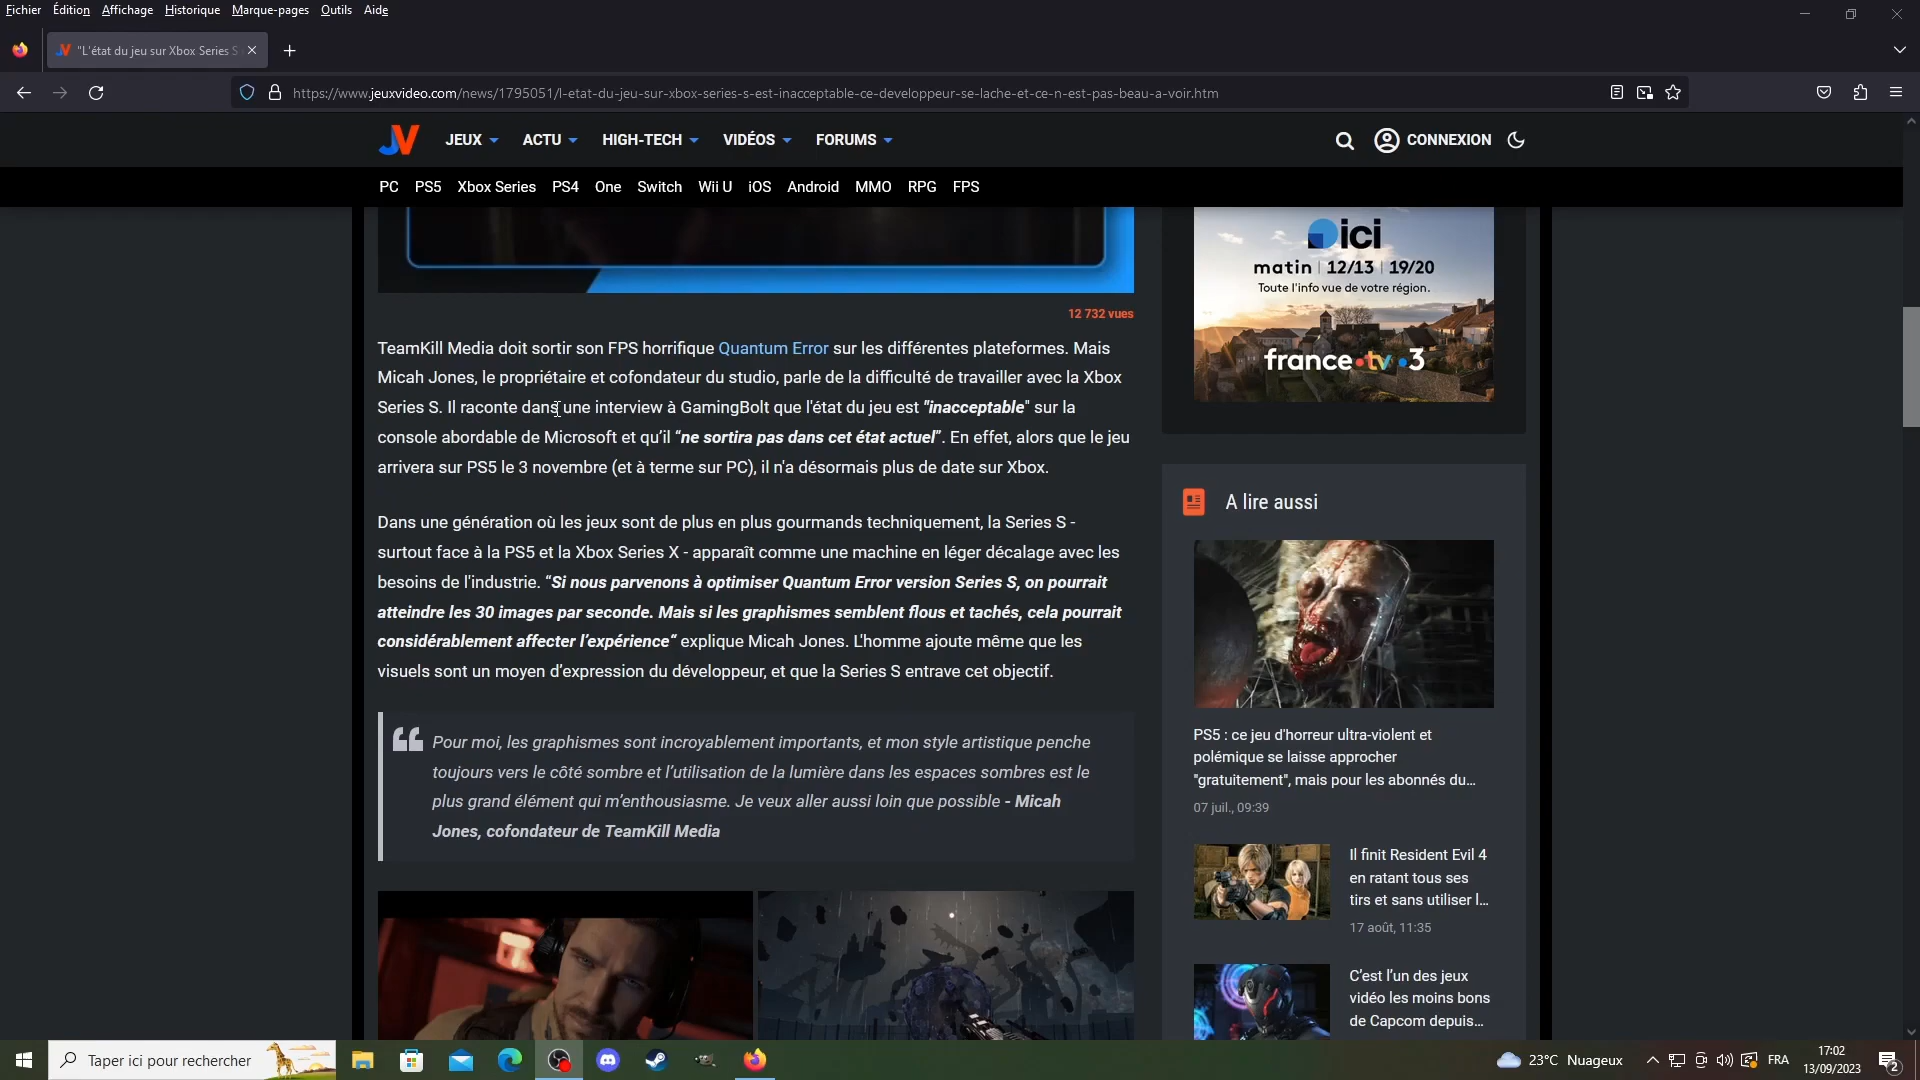 Fichier Édition Affichage Historique Marque-pages Outils Aide
"L'état du jeu sur Xbox Series S
https://www.jeuxvideo.com/news/1795051/l-etat-du-jeu-sur-xbox-series-s-est-inacceptable-ce-developpeur-se-lache-et-ce-n-est-pas-beau-a-voir.htm
JV JEUX ACTU HIGH-TECH VIDÉOS FORUMS CONNEXION
PC PS5 Xbox Series PS4 One Switch Wii U iOS Android MMO RPG FPS
12 732 vues
TeamKill Media doit sortir son FPS horrifique Quantum Error sur les différentes plateformes. Mais
Micah Jones, le propriétaire et cofondateur du studio, parle de la difficulté de travailler avec la Xbox
Series S. Il raconte dans une interview à GamingBolt que l'état du jeu est "inacceptable" sur la
console abordable de Microsoft et qu’il “ne sortira pas dans cet état actuel”. En effet, alors que le jeu
arrivera sur PS5 le 3 novembre (et à terme sur PC), il n'a désormais plus de date sur Xbox.
Dans une génération où les jeux sont de plus en plus gourmands techniquement, la Series S -
surtout face à la PS5 et la Xbox Series X - apparaît comme une machine en léger décalage avec les
besoins de l'industrie. “Si nous parvenons à optimiser Quantum Error version Series S, on pourrait
atteindre les 30 images par seconde. Mais si les graphismes semblent flous et tachés, cela pourrait
considérablement affecter l’expérience“ explique Micah Jones. L'homme ajoute même que les
visuels sont un moyen d’expression du développeur, et que la Series S entrave cet objectif.
Pour moi, les graphismes sont incroyablement importants, et mon style artistique penche
toujours vers le côté sombre et l’utilisation de la lumière dans les espaces sombres est le
plus grand élément qui m’enthousiasme. Je veux aller aussi loin que possible - Micah
Jones, cofondateur de TeamKill Media
ici
matin | 12/13 | 19/20
Toute l'info vue de votre région.
france•tv•3
A lire aussi
PS5 : ce jeu d'horreur ultra-violent et
polémique se laisse approcher
"gratuitement", mais pour les abonnés du...
07 juil., 09:39
Il finit Resident Evil 4
en ratant tous ses
tirs et sans utiliser l...
17 août, 11:35
C’est l’un des jeux
vidéo les moins bons
de Capcom depuis...
Taper ici pour rechercher
23°C Nuageux
FRA
17:02
13/09/2023
2